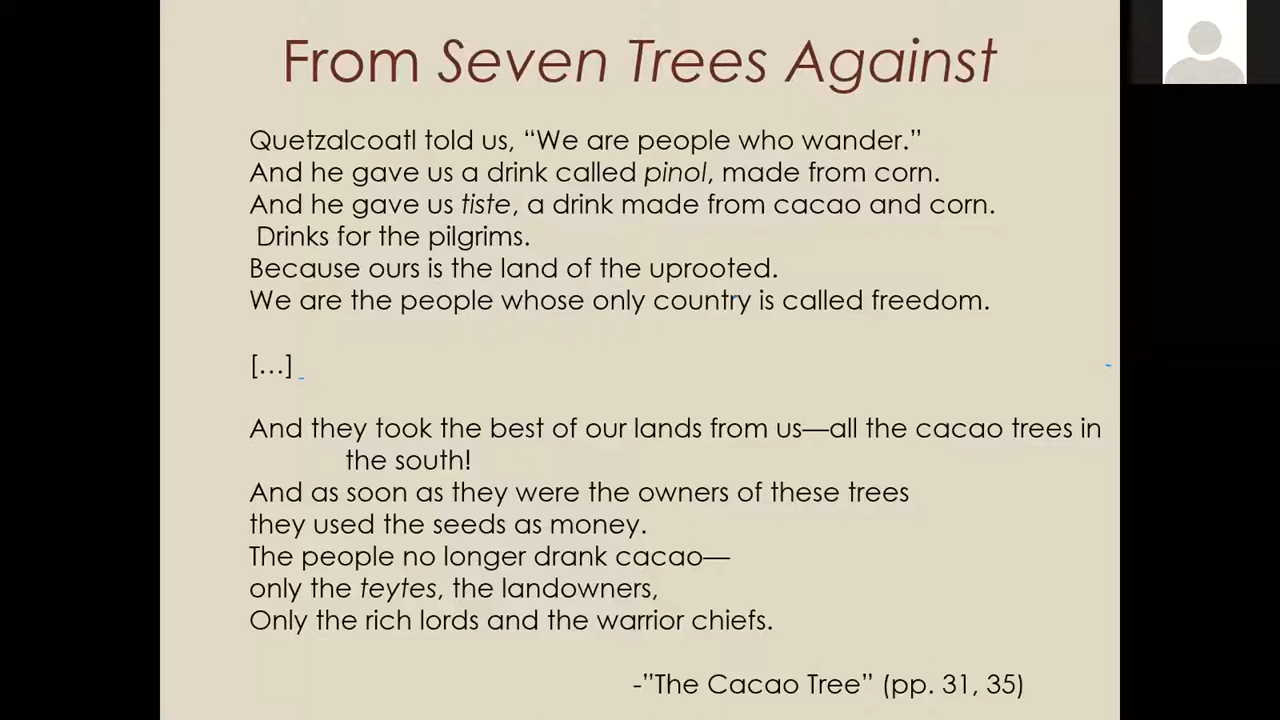 From Seven Trees Against
Quetzalcoatl told us, “We are people who wander.”
And he gave us a drink called pinol, made from corn.
And he gave us tiste, a drink made from cacao and corn.
Drinks for the pilgrims.
Because ours is the land of the uprooted.
We are the people whose only country is called freedom.
[…]
And they took the best of our lands from us—all the cacao trees in
the south!
And as soon as they were the owners of these trees
they used the seeds as money.
The people no longer drank cacao—
only the teytes, the landowners,
Only the rich lords and the warrior chiefs.
-”The Cacao Tree” (pp. 31, 35)